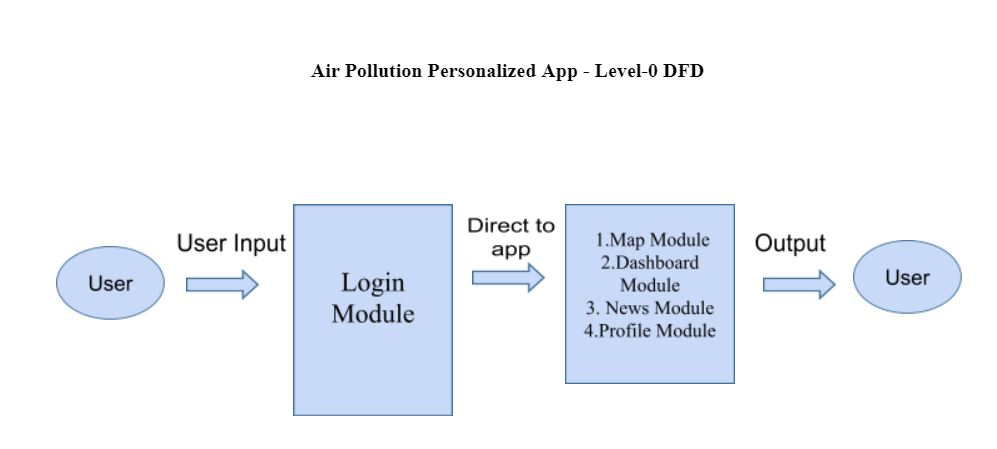 Air Pollution Personalized App - Level-0 DFD
User
User Input
Login
Module
Direct to
app
1.Map Module
2.Dashboard
Module
3. News Module
4.Profile Module
Output
User